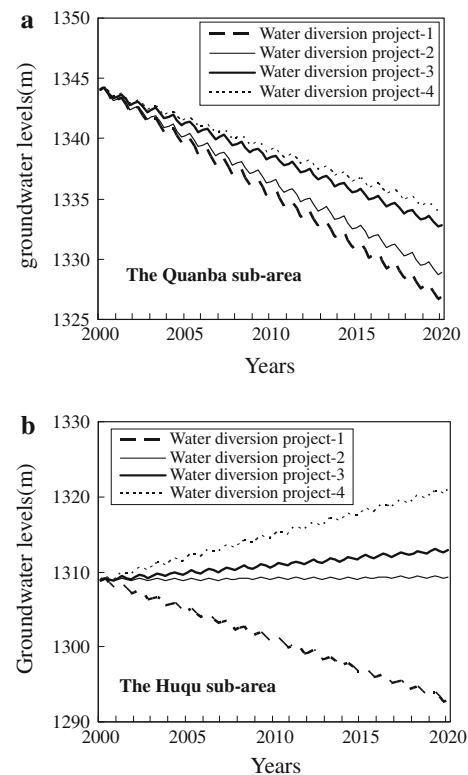 a
Water diversion project-1
Water diversion project-2
Water diversion project-3
Water diversion project-4
1350
1345
1340
1335
1330
1325
groundwater levels(m)
The Quanba sub-area
2000 2005 2010 2015 2020
Years
b
Water diversion project-1
Water diversion project-2
Water diversion project-3
Water diversion project-4
1330
1320
1310
1300
1290
Groundwater levels(m)
The Huqu sub-area
2000 2005 2010 2015 2020
Years